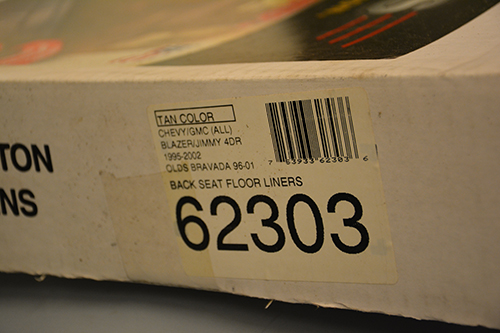 TON
NS
TAN COLOR
CHEVY/GMC (ALL)
BLAZER/JIMMY 4DR
1995-2002
OLDS BRAVADA 96-01
BACK SEAT FLOOR LINERS
62303